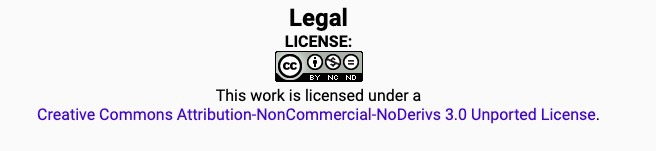 Legal
LICENSE:
cc
BY NC ND
This work is licensed under a
Creative Commons Attribution-NonCommercial-NoDerivs 3.0 Unported License.